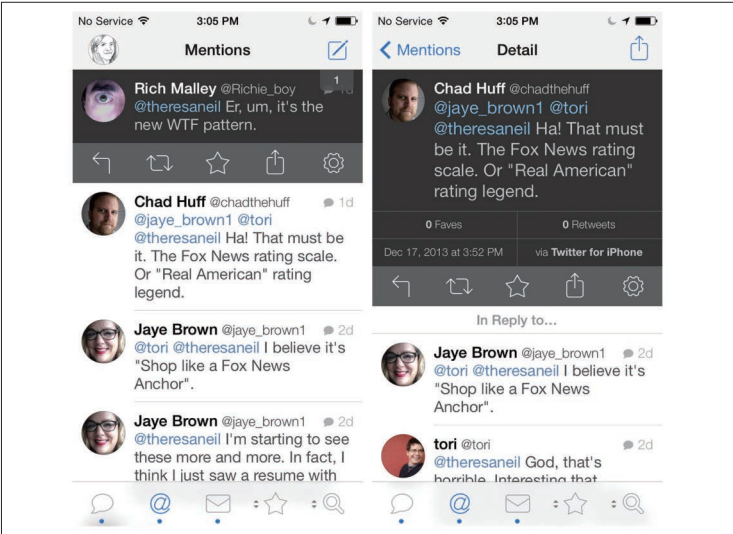 No Service 3:05 PM
Mentions
1
Rich Malley @Richie_boy
@theresaneil Er, um, it's the
new WTF pattern.
Chad Huff @chadthehuff 1d
@jaye_brown1 @tori
@theresaneil Ha! That must be
it. The Fox News rating scale.
Or "Real American" rating
legend.
Jaye Brown @jaye_brown1 2d
@tori @theresaneil I believe it's
"Shop like a Fox News
Anchor".
Jaye Brown @jaye_brown1 2d
@theresaneil I'm starting to see
these more and more. In fact, I
think I just saw a resume with
@
No Service 3:05 PM
Mentions Detail
Chad Huff @chadthehuff
@jaye_brown1 @tori
@theresaneil Ha! That must
be it. The Fox News rating
scale. Or "Real American"
rating legend.
0 Faves 0 Retweets
Dec 17, 2013 at 3:52 PM via Twitter for iPhone
In Reply to...
Jaye Brown @jaye_brown1 2d
@tori @theresaneil I believe it's
"Shop like a Fox News
Anchor".
tori @tori 2d
@theresaneil God, that's
horrible. Interesting that
@